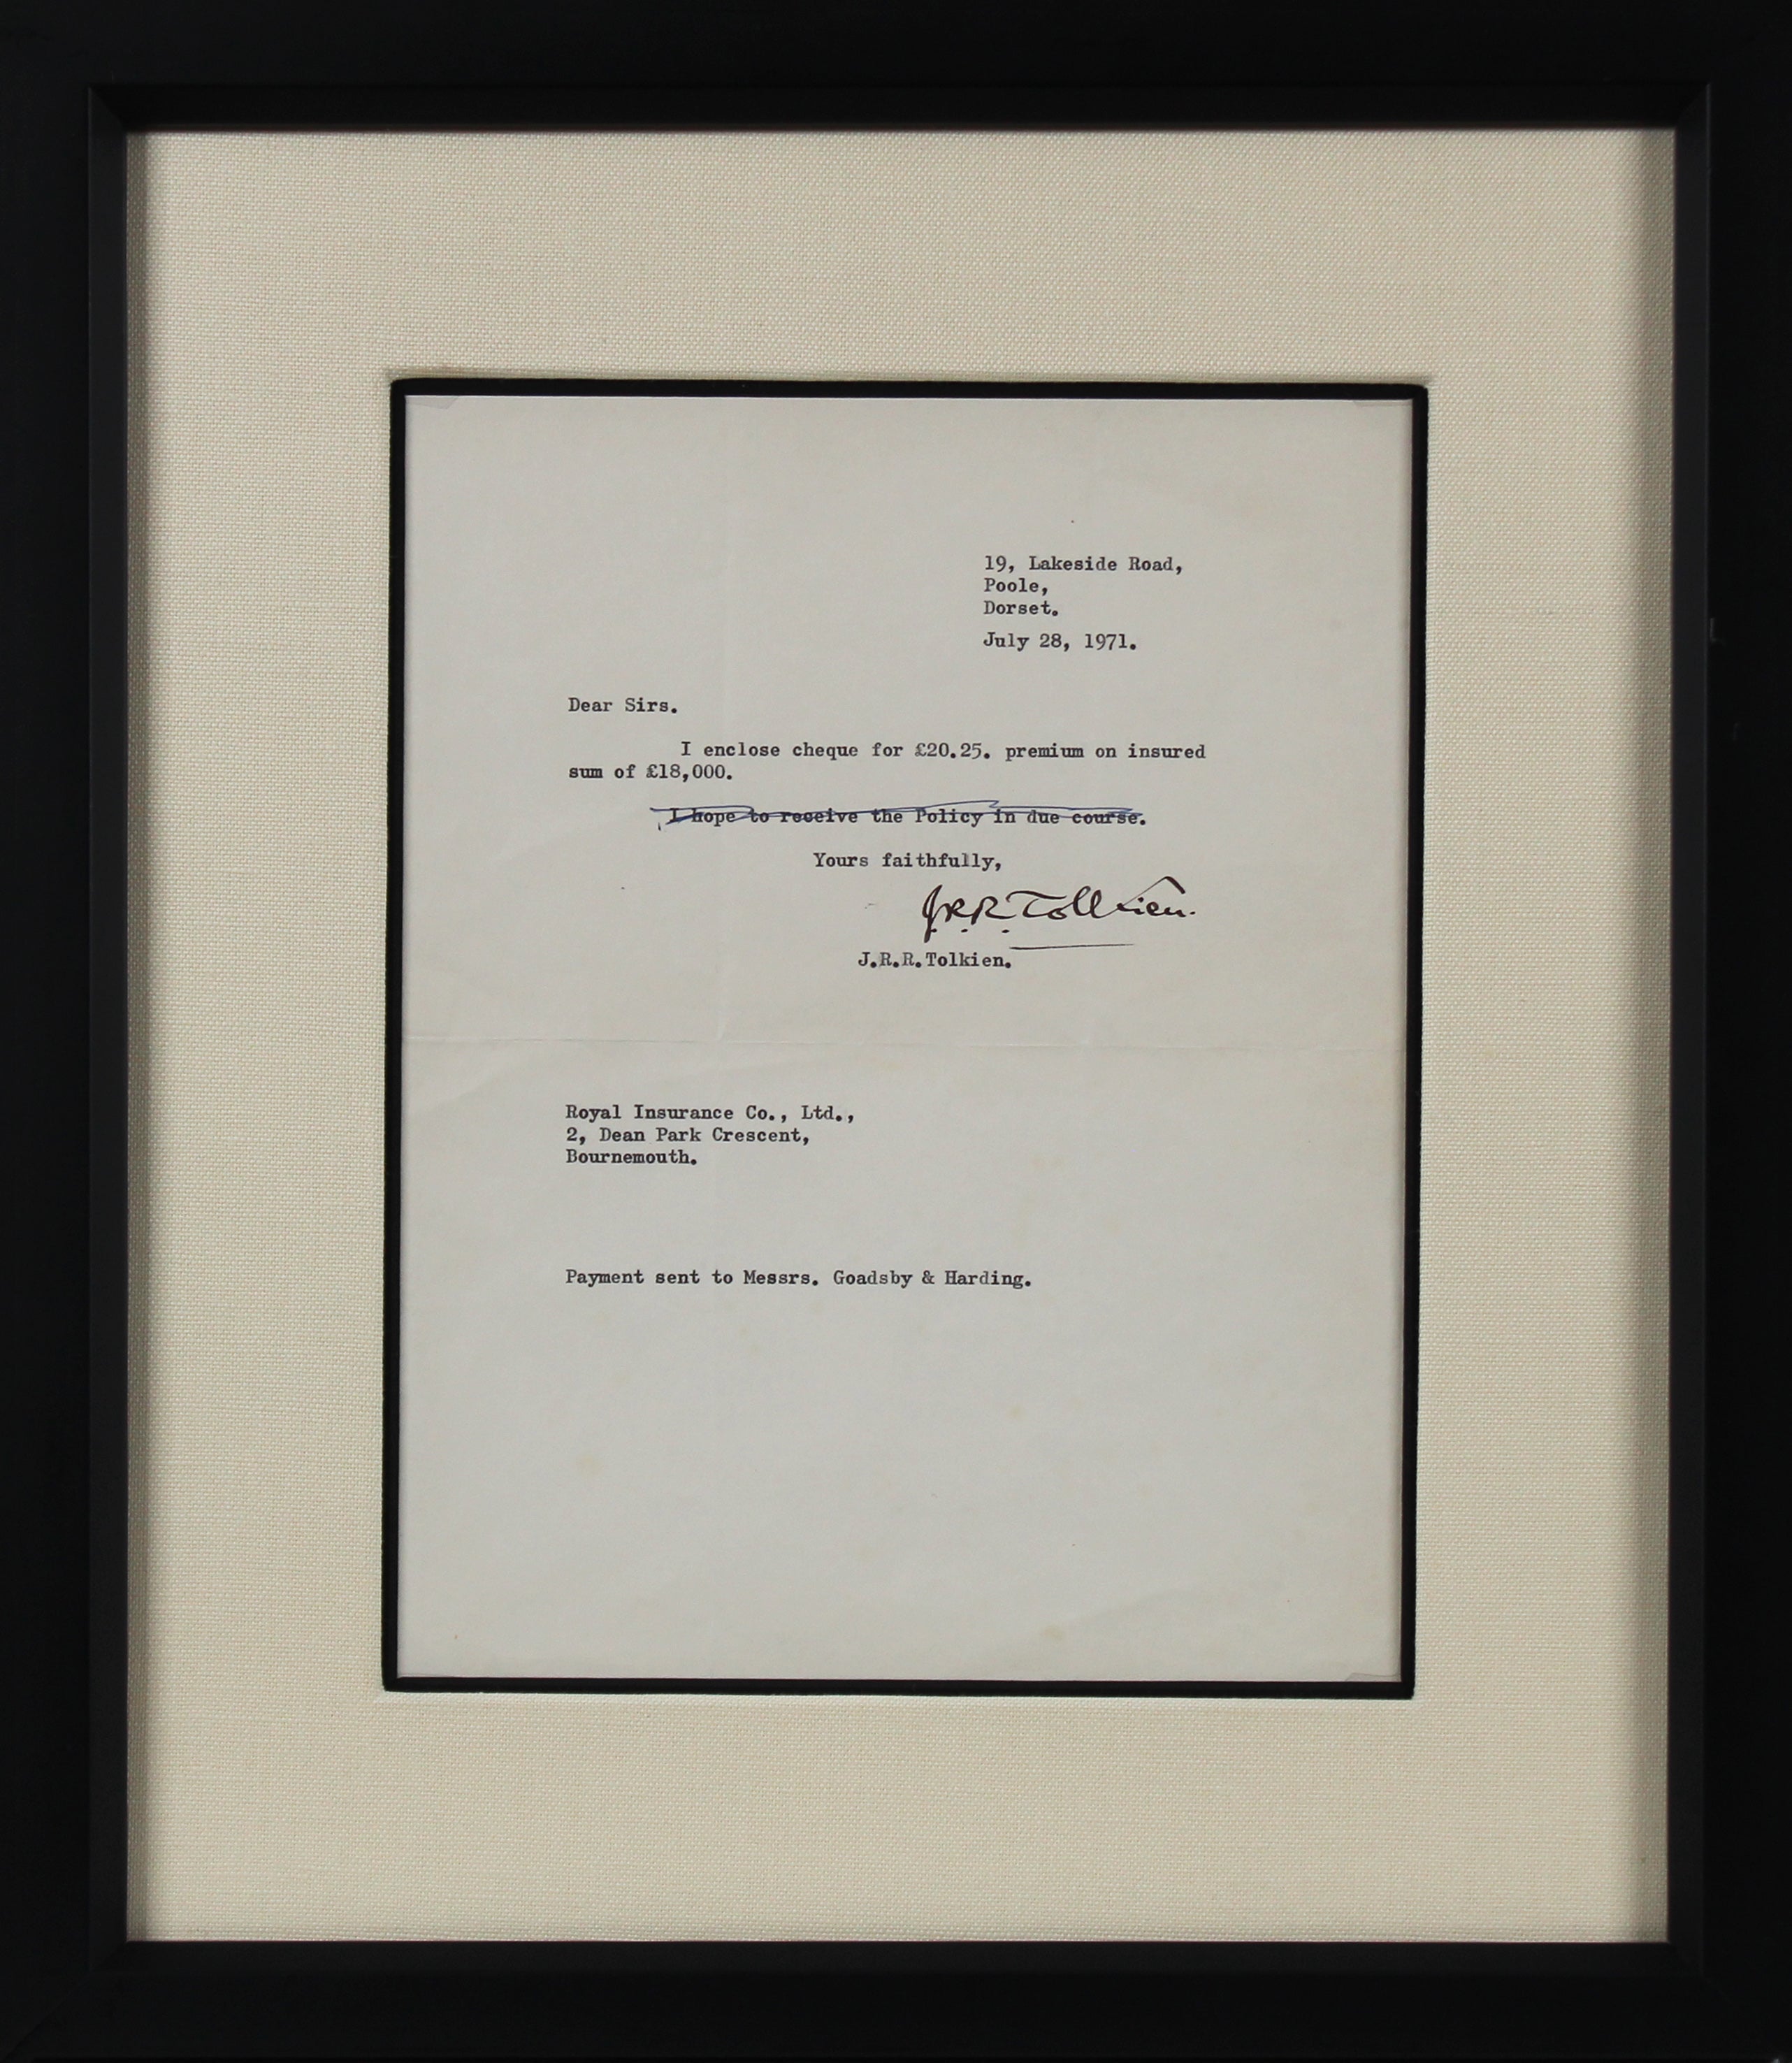 19, Lakeside Road,
Poole,
Dorset.
July 28, 1971.
Dear Sirs.
I enclose cheque for £20.25. premium on insured
sum of £18,000.
I hope to receive the Policy in due course.
Yours faithfully,
J.R.R. Tolkien.
J.R.R.Tolkien.
Royal Insurance Co., Ltd.,
2, Dean Park Crescent,
Bournemouth.
Payment sent to Messrs. Goadsby & Harding.